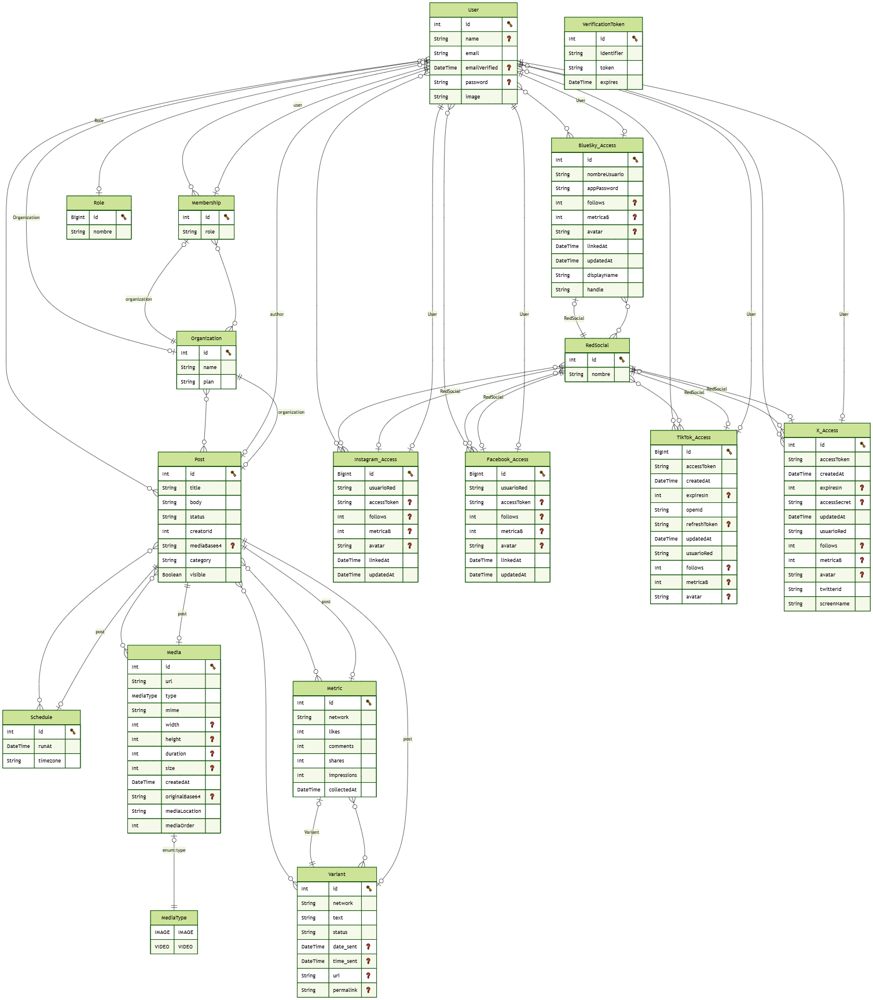 User
Int id
String name
String email
DateTime emailVerified
String password
String image
VerificationToken
Int id
String identifier
String token
DateTime expires
User
user
Role
BlueSky_Access
Int id
String nombreUsuario
String appPassword
Int follows
Int metricaB
String avatar
DateTime linkedAt
DateTime updatedAt
String displayName
String handle
Role
BigInt id
String nombre
Membership
Int id
String role
Organization
organization
author
User
User
User
User
RedSocial
Organization
Int id
String name
String plan
RedSocial
Int id
String nombre
RedSocial
RedSocial
RedSocial
RedSocial
organization
Post
Int id
String title
String body
String status
Int creatorId
String mediaBase64
String category
Boolean visible
Instagram_Access
BigInt id
String usuarioRed
String accessToken
Int follows
Int metricaB
String avatar
DateTime linkedAt
DateTime updatedAt
Facebook_Access
BigInt id
String usuarioRed
String accessToken
Int follows
Int metricaB
String avatar
DateTime linkedAt
DateTime updatedAt
TikTok_Access
BigInt id
String accessToken
DateTime createdAt
Int expiresIn
String openId
String refreshToken
DateTime updatedAt
String usuarioRed
Int follows
Int metricaB
String avatar
X_Access
Int id
String accessToken
DateTime createdAt
Int expiresIn
String accessSecret
DateTime updatedAt
String usuarioRed
Int follows
Int metricaB
String avatar
String twitterId
String screenName
post
post
post
post
Schedule
Int id
DateTime runAt
String timezone
Media
Int id
String url
MediaType type
String mime
Int width
Int height
Int duration
Int size
DateTime createdAt
String originalBase64
String mediaLocation
Int mediaOrder
Metric
Int id
String network
Int likes
Int comments
Int shares
Int impressions
DateTime collectedAt
Variant
enum:type
MediaType
IMAGE IMAGE
VIDEO VIDEO
Variant
Int id
String network
String text
String status
DateTime date_sent
DateTime time_sent
String uri
String permalink